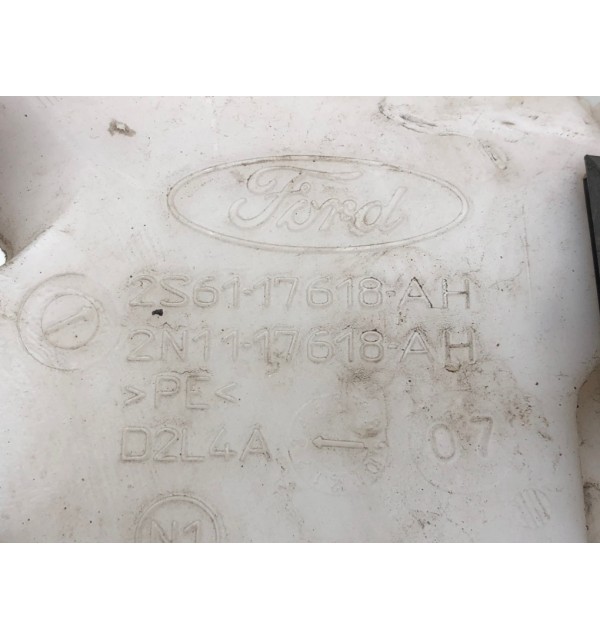 Ford
2S61-17618-AH
2N11-17618-AH
>PE<
D2L4A 07
N1